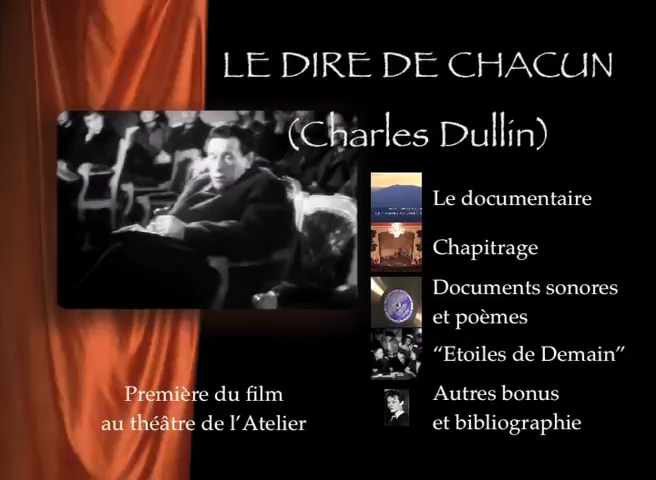 LE DIRE DE CHACUN
(Charles Dullin)
Le documentaire
Chapitrage
Documents sonores
et poèmes
“Etoiles de Demain”
Autres bonus
et bibliographie
Première du film
au théâtre de l’Atelier